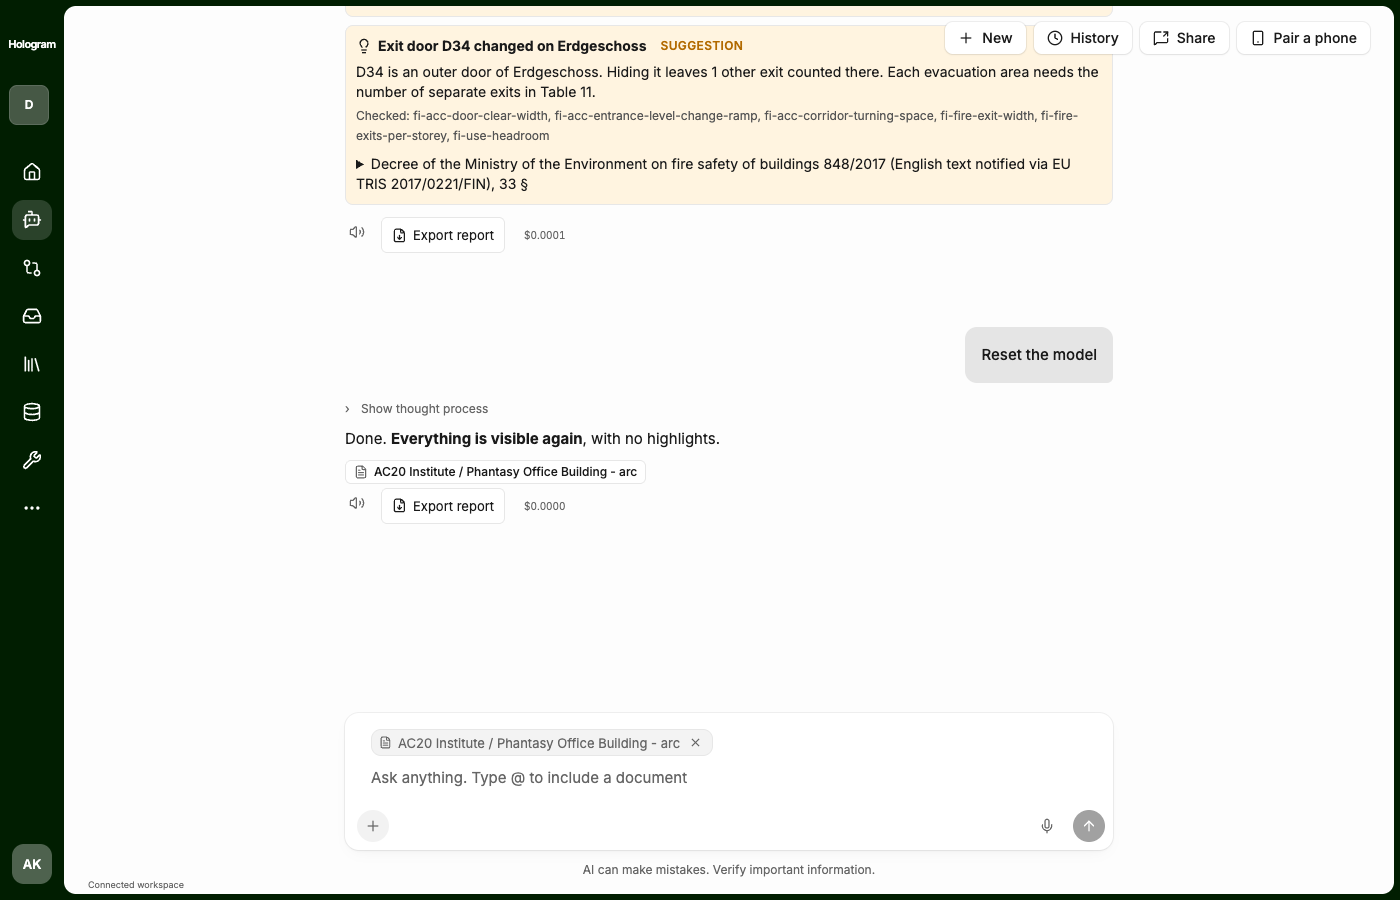 Hologram
D
AK
New
History
Share
Pair a phone
Exit door D34 changed on Erdgeschoss SUGGESTION
D34 is an outer door of Erdgeschoss. Hiding it leaves 1 other exit counted there. Each evacuation area needs the
number of separate exits in Table 11.
Checked: fi-acc-door-clear-width, fi-acc-entrance-level-change-ramp, fi-acc-corridor-turning-space, fi-fire-exit-width, fi-fire-
exits-per-storey, fi-use-headroom
Decree of the Ministry of the Environment on fire safety of buildings 848/2017 (English text notified via EU
TRIS 2017/0221/FIN), 33 §
Export report
$0.0001
Reset the model
Show thought process
Done. Everything is visible again, with no highlights.
AC20 Institute / Phantasy Office Building - arc
Export report
$0.0000
AC20 Institute / Phantasy Office Building - arc
Ask anything. Type @ to include a document
AI can make mistakes. Verify important information.
Connected workspace